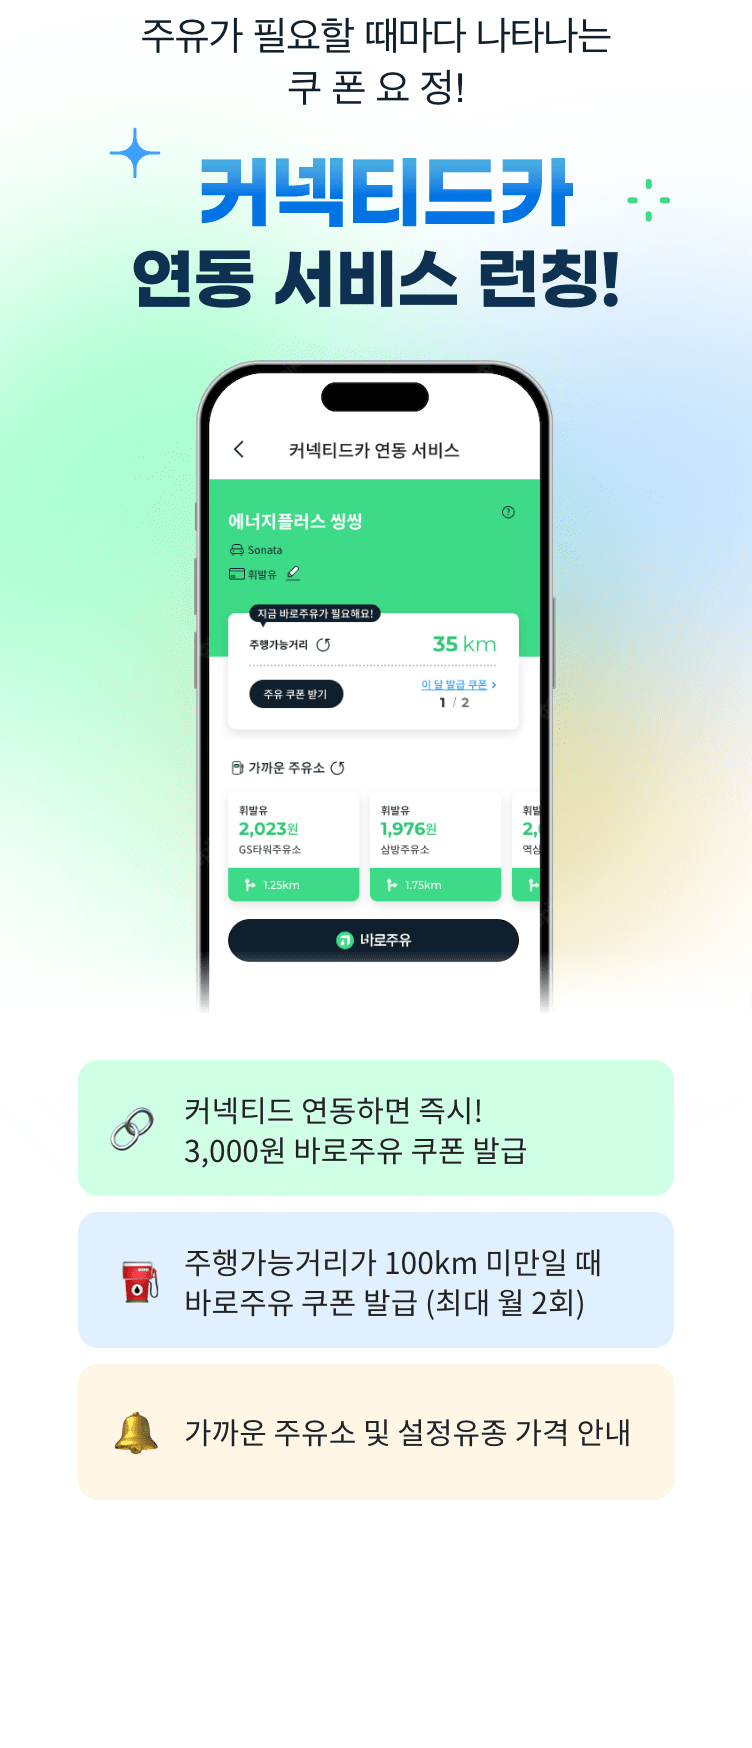 주유가 필요할 때마다 나타나는
쿠 폰 요 정!
커넥티드카
연동 서비스 런칭!
커넥티드카 연동 서비스
에너지플러스 씽씽
Sonata
휘발유
지금 바로주유가 필요해요!
주행가능거리 35 km
주유 쿠폰 받기 이 달 발급 쿠폰
1 / 2
가까운 주유소
휘발유 휘발유 휘발
2,023원 1,976원 2,
GS타워주유소 삼방주유소 역삼
1.25km 1.75km
바로주유
커넥티드 연동하면 즉시!
3,000원 바로주유 쿠폰 발급
주행가능거리가 100km 미만일 때
바로주유 쿠폰 발급 (최대 월 2회)
가까운 주유소 및 설정유종 가격 안내